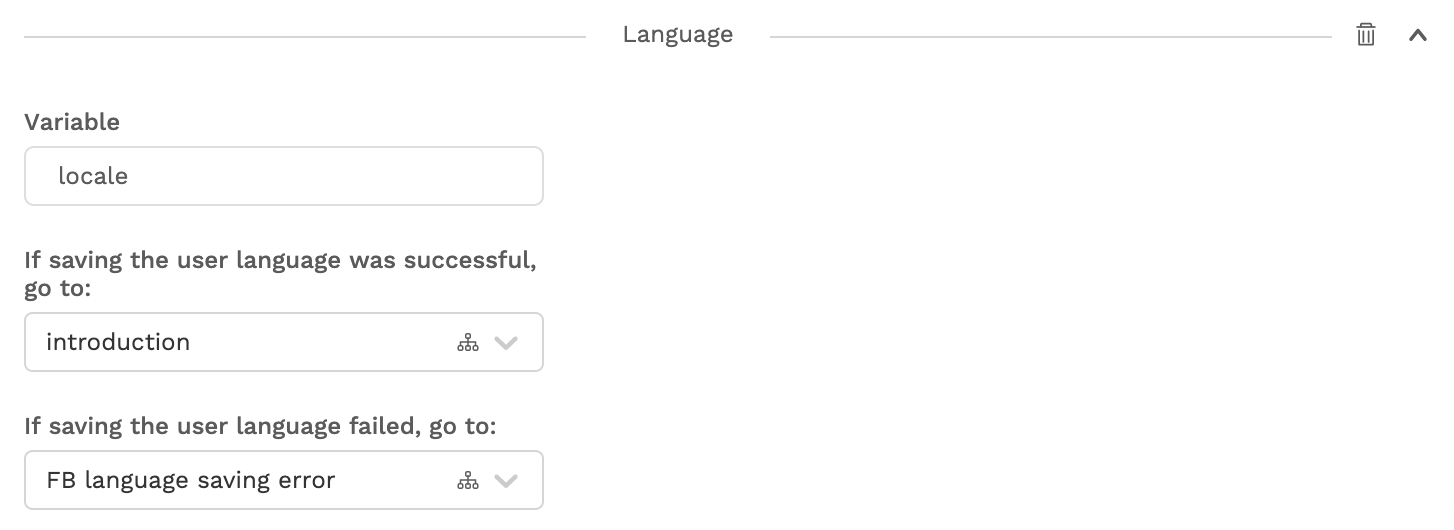 Language
Variable
locale
If saving the user language was successful,
go to:
introduction
If saving the user language failed, go to:
FB language saving error